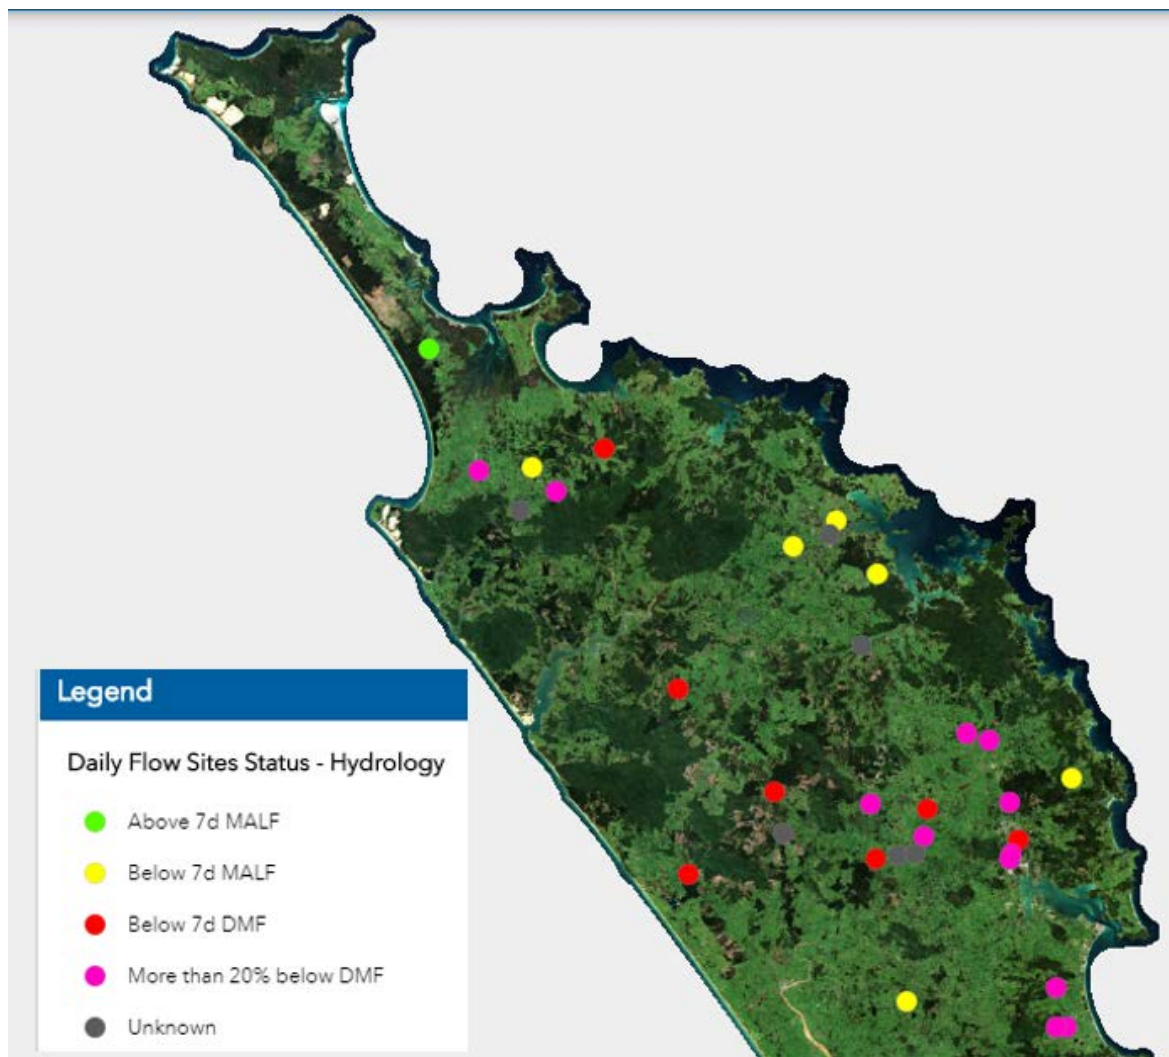 Legend
Daily Flow Sites Status - Hydrology
Above 7d MALF
Below 7d MALF
Below 7d DMF
More than 20% below DMF
Unknown